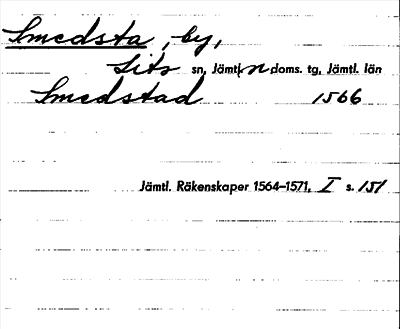 Smedsta, by,
Lits sn, Jämtl. n doms. tg, Jämtl. län
Smedstad 1566
Jämtl. Räkenskaper 1564–1571, I s. 151